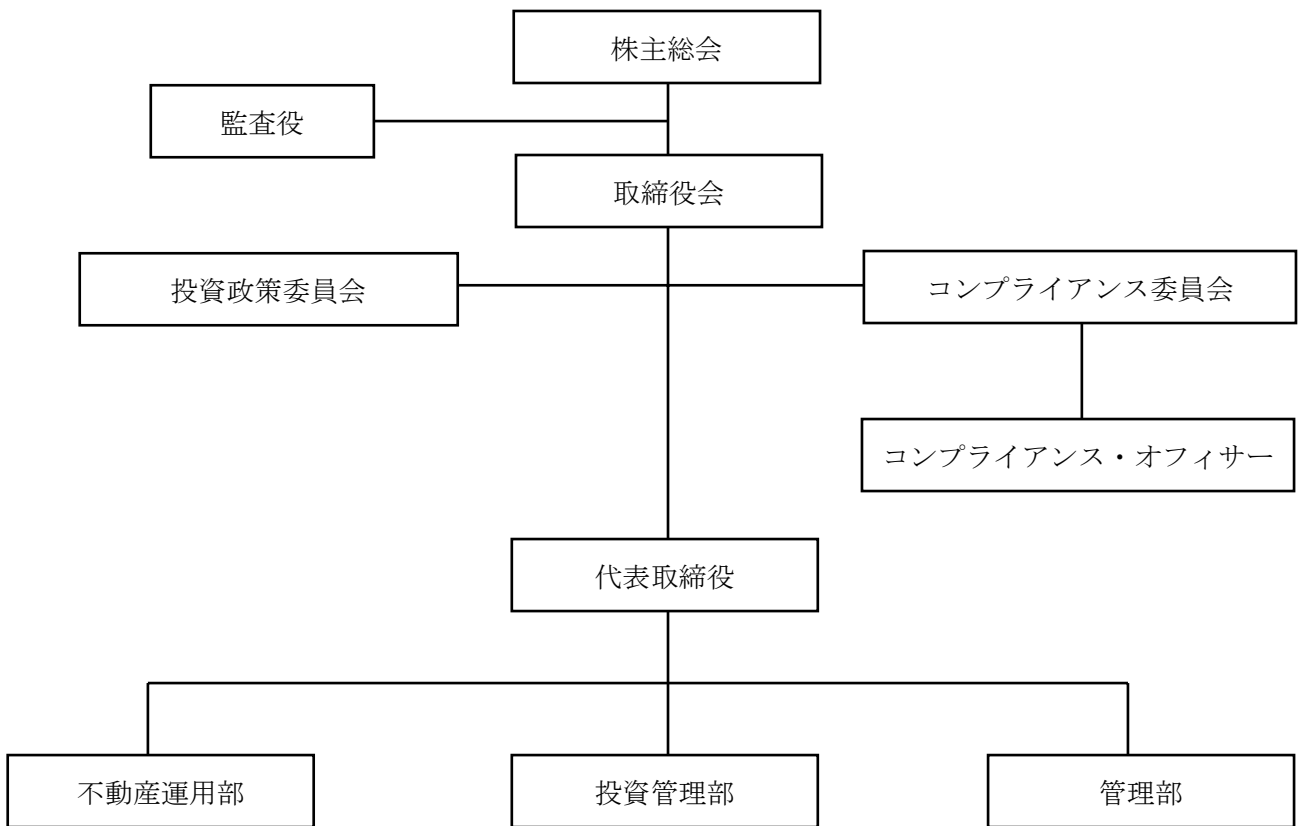 株主総会
監査役
取締役会
投資政策委員会
コンプライアンス委員会
コンプライアンス・オフィサー
代表取締役
不動産運用部
投資管理部
管理部